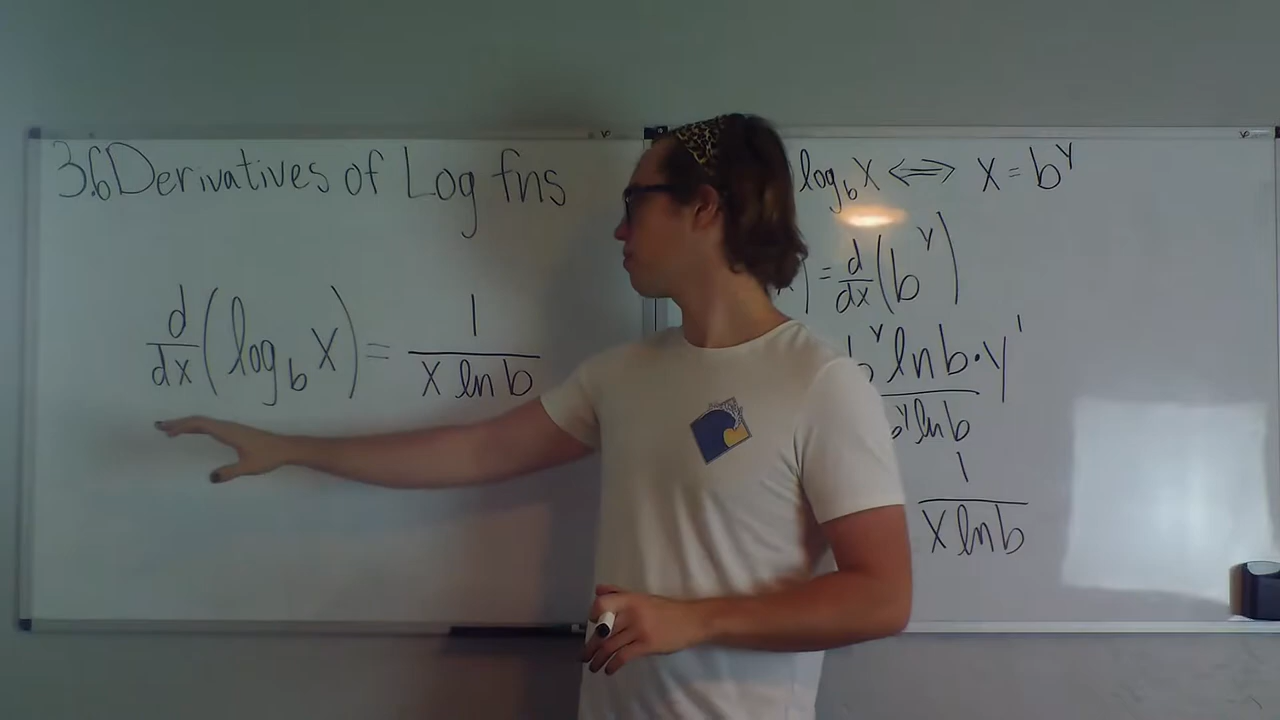 3.6 Derivatives of Log fns
d/dx (log_b x) = 1/(x ln b)
log_b x ⟺ x = b^y
) = d/dx (b^y)
b^y ln b · y'
b^y ln b
1/(x ln b)